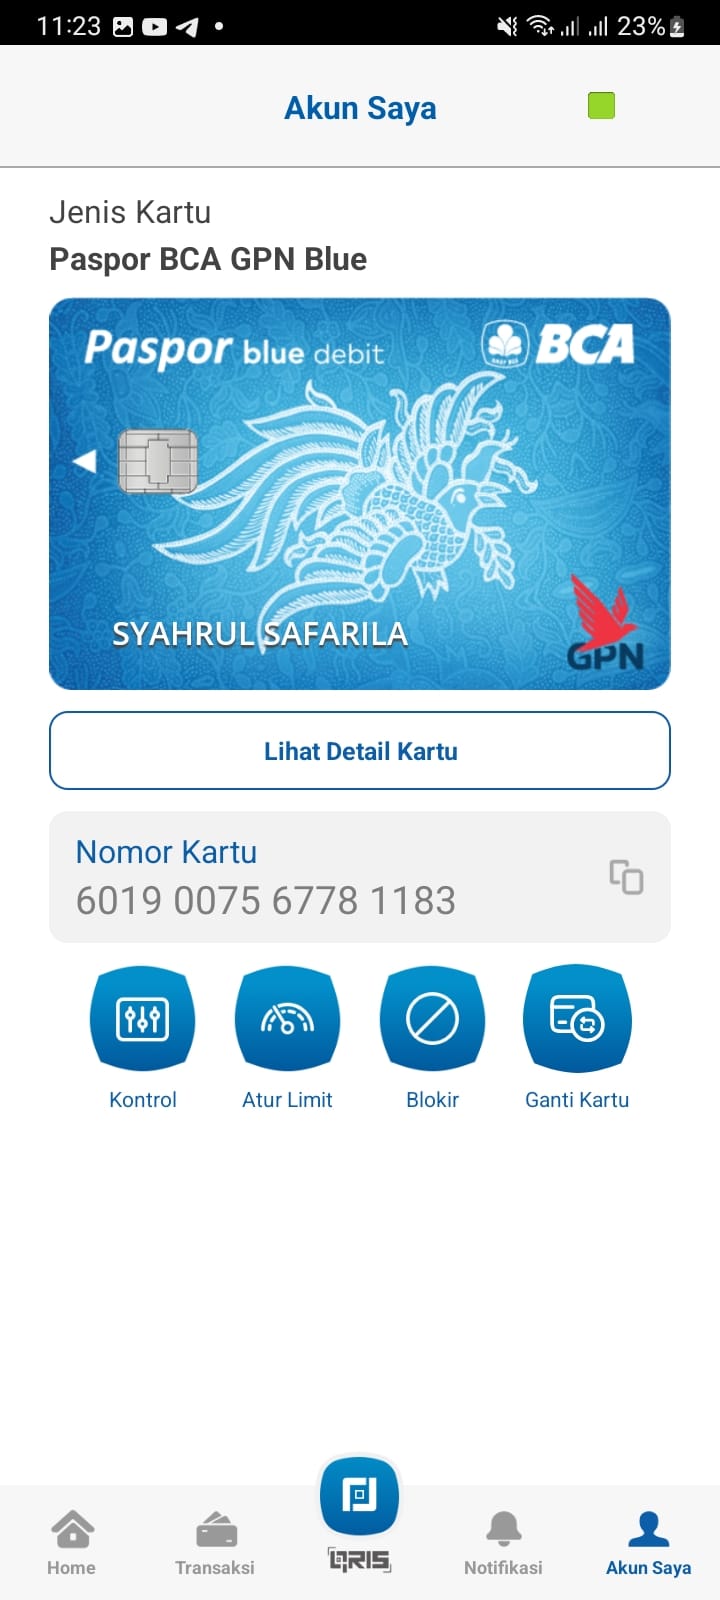 11:23
23%
Akun Saya
Jenis Kartu
Paspor BCA GPN Blue
Paspor blue debit
BCA
SYAHRUL SAFARILA
GPN
Lihat Detail Kartu
Nomor Kartu
6019 0075 6778 1183
Kontrol
Atur Limit
Blokir
Ganti Kartu
Home
Transaksi
QRIS
Notifikasi
Akun Saya